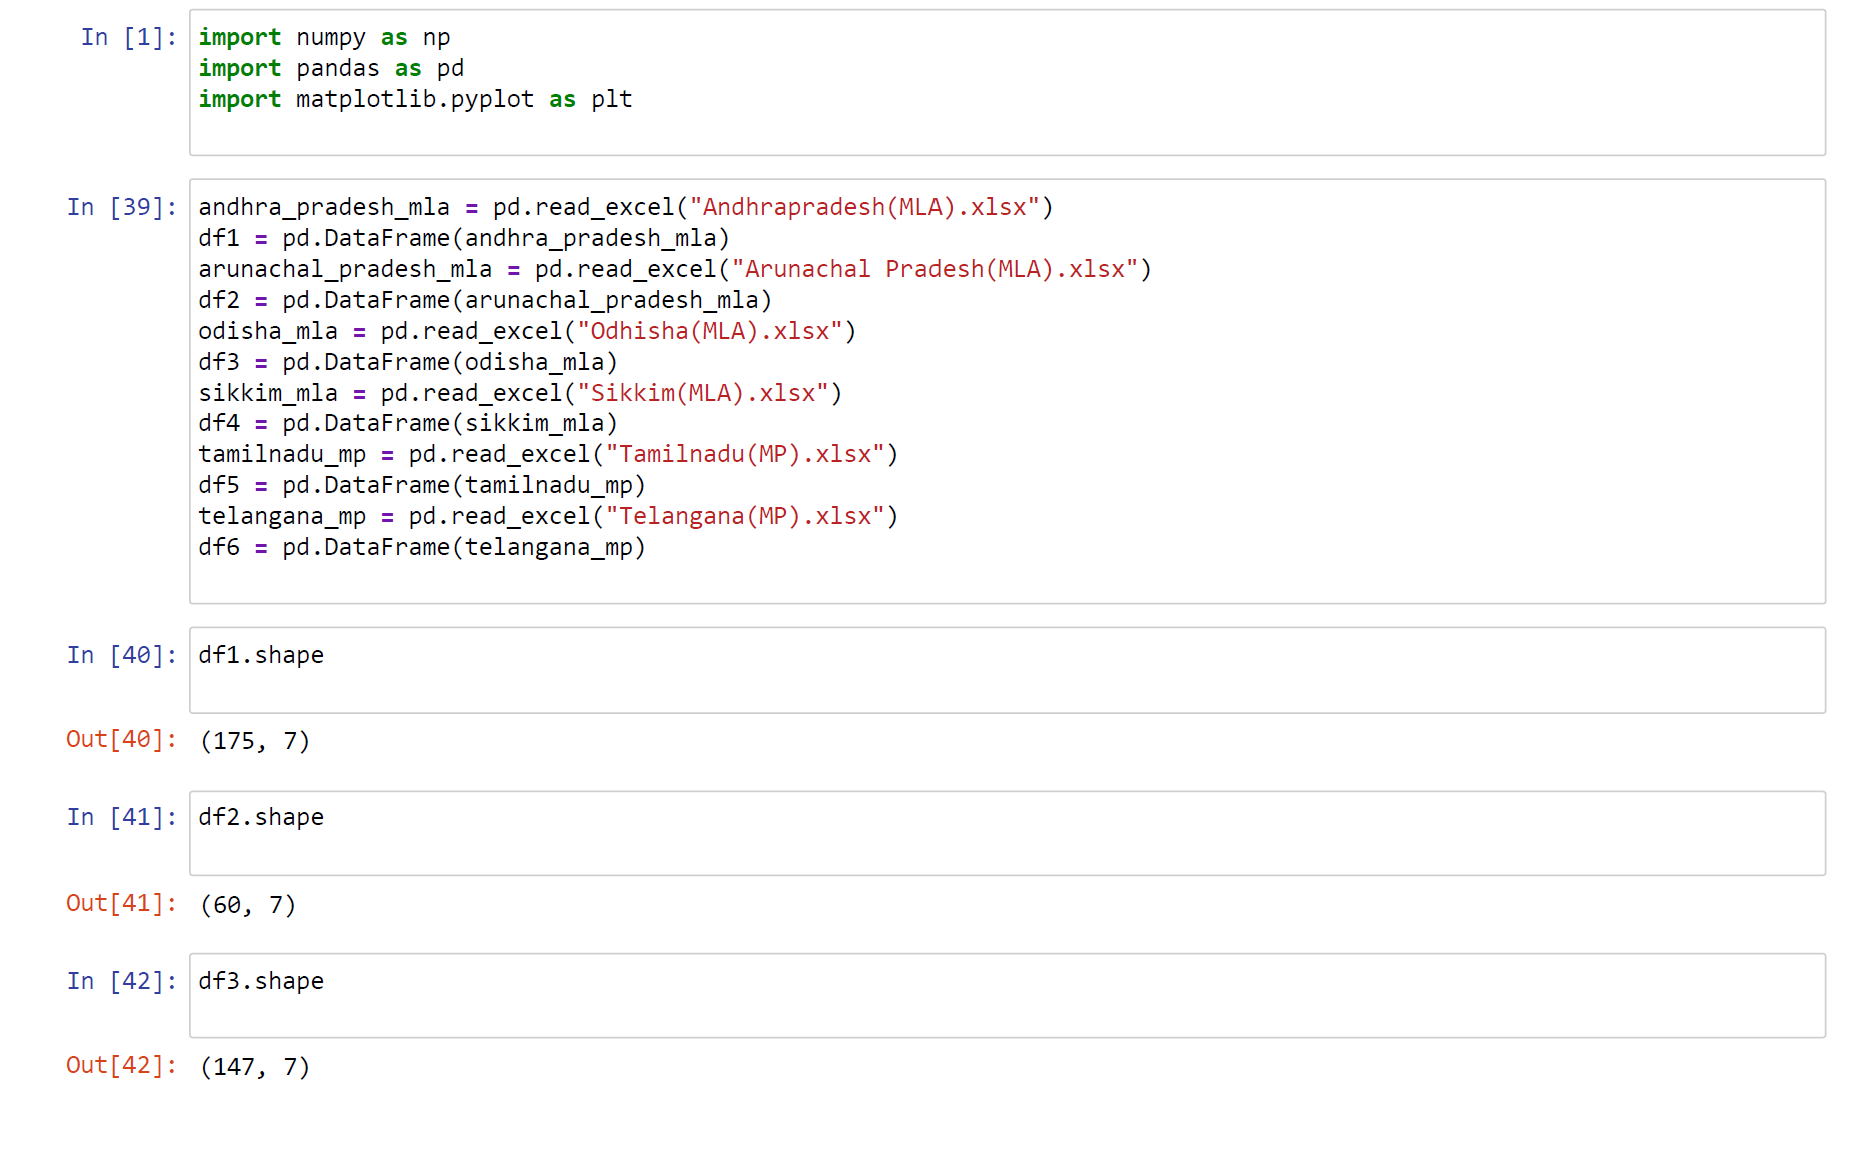 In [1]: import numpy as np
import pandas as pd
import matplotlib.pyplot as plt
In [39]: andhra_pradesh_mla = pd.read_excel("Andhrapradesh(MLA).xlsx")
df1 = pd.DataFrame(andhra_pradesh_mla)
arunachal_pradesh_mla = pd.read_excel("Arunachal Pradesh(MLA).xlsx")
df2 = pd.DataFrame(arunachal_pradesh_mla)
odisha_mla = pd.read_excel("Odhisha(MLA).xlsx")
df3 = pd.DataFrame(odisha_mla)
sikkim_mla = pd.read_excel("Sikkim(MLA).xlsx")
df4 = pd.DataFrame(sikkim_mla)
tamilnadu_mp = pd.read_excel("Tamilnadu(MP).xlsx")
df5 = pd.DataFrame(tamilnadu_mp)
telangana_mp = pd.read_excel("Telangana(MP).xlsx")
df6 = pd.DataFrame(telangana_mp)
In [40]: df1.shape
Out[40]: (175, 7)
In [41]: df2.shape
Out[41]: (60, 7)
In [42]: df3.shape
Out[42]: (147, 7)